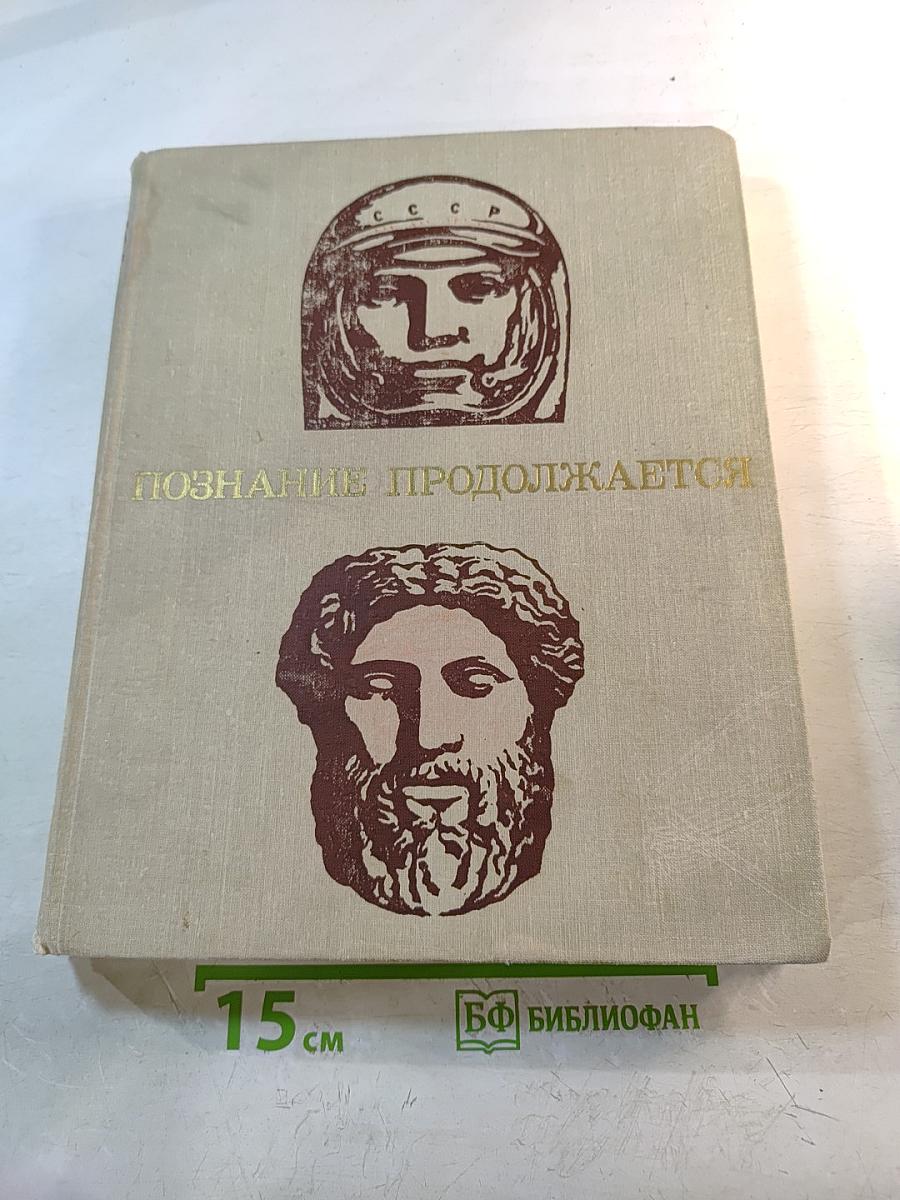 СССР
ПОЗНАНИЕ ПРОДОЛЖАЕТСЯ
15 см
БФ БИБЛИОФАН